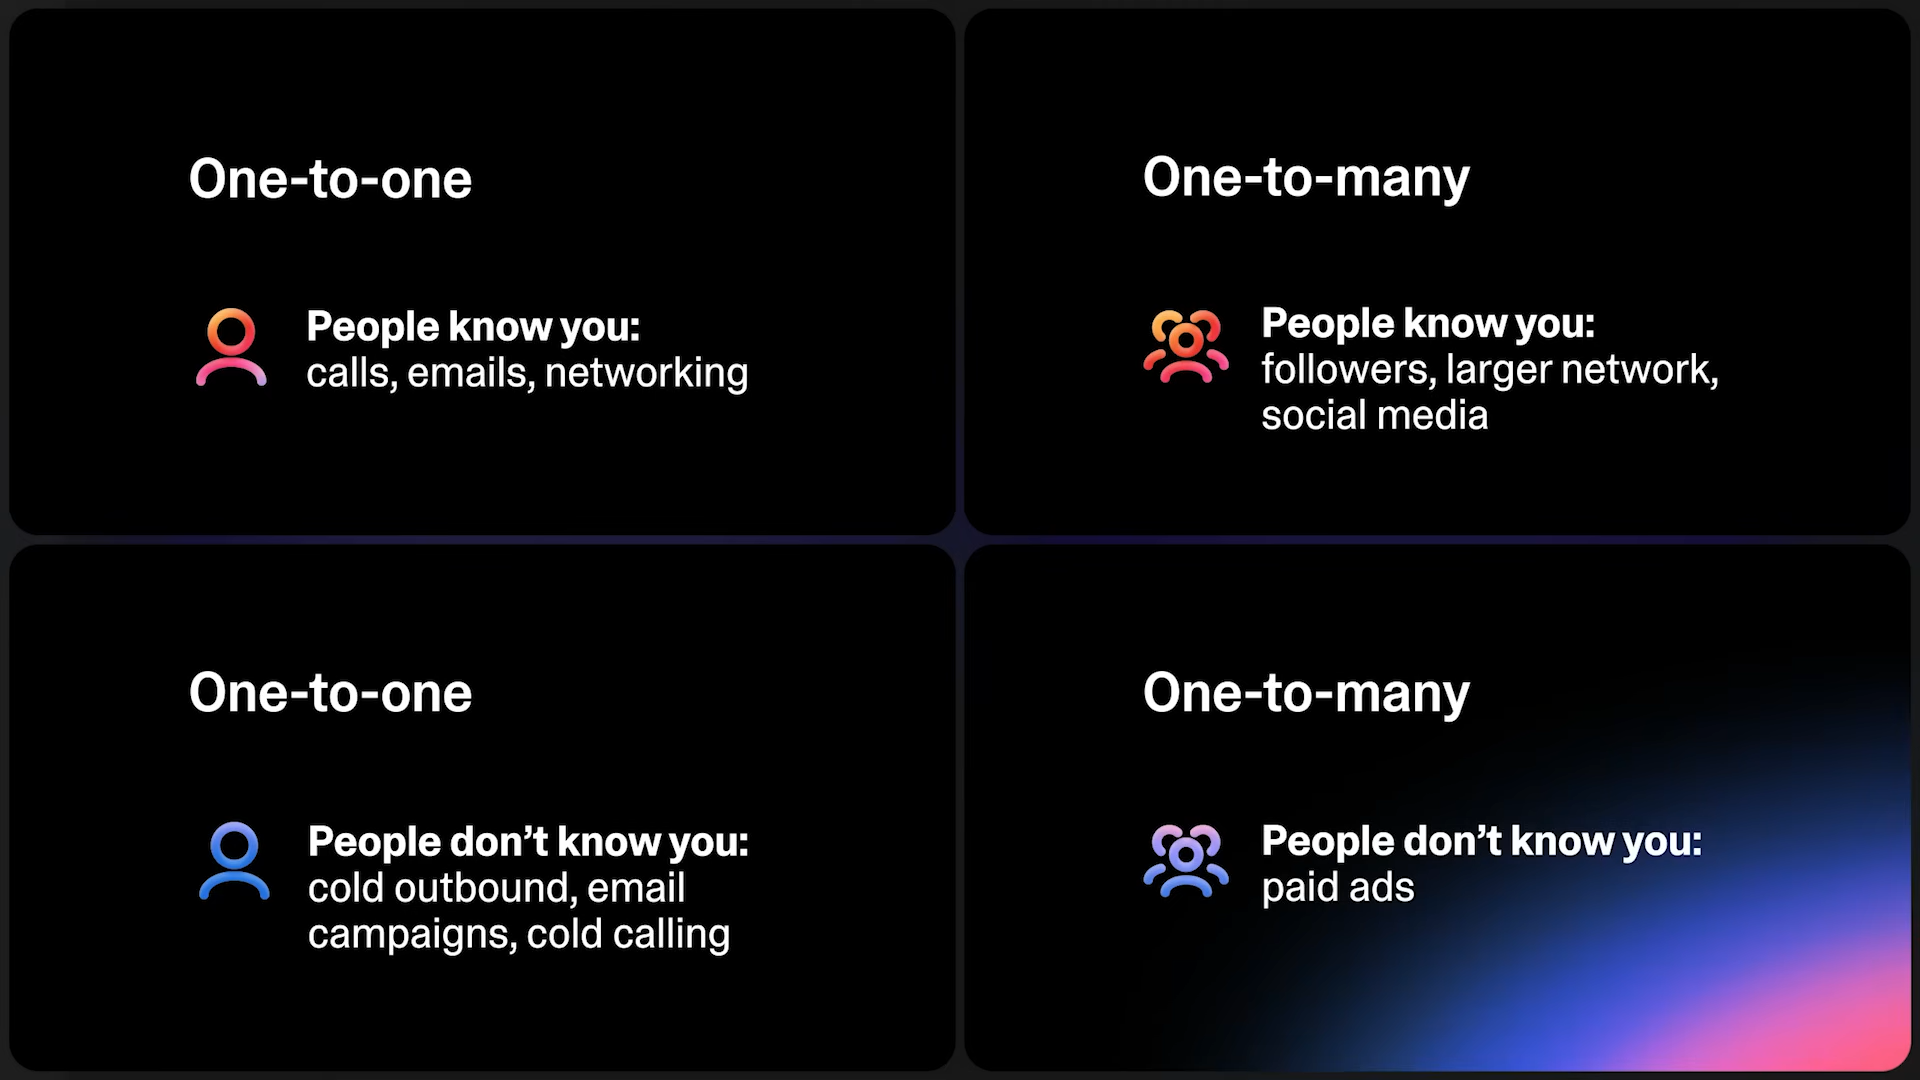 One-to-one
People know you:
calls, emails, networking
One-to-many
People know you:
followers, larger network,
social media
One-to-one
People don’t know you:
cold outbound, email
campaigns, cold calling
One-to-many
People don’t know you:
paid ads